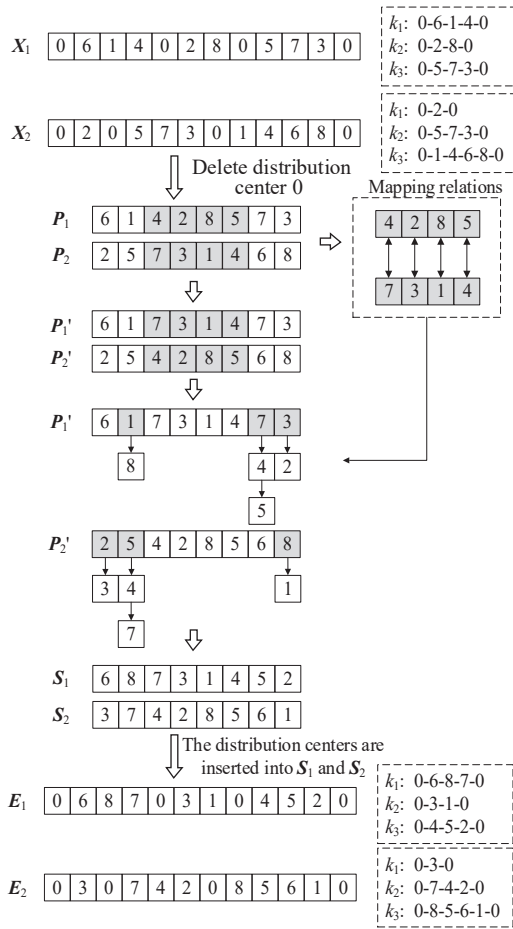 X1 0 6 1 4 0 2 8 0 5 7 3 0
k1: 0-6-1-4-0
k2: 0-2-8-0
k3: 0-5-7-3-0
X2 0 2 0 5 7 3 0 1 4 6 8 0
k1: 0-2-0
k2: 0-5-7-3-0
k3: 0-1-4-6-8-0
Delete distribution
center 0
Mapping relations
P1 6 1 4 2 8 5 7 3
P2 2 5 7 3 1 4 6 8
4 2 8 5
7 3 1 4
P1' 6 1 7 3 1 4 7 3
P2' 2 5 4 2 8 5 6 8
P1' 6 1 7 3 1 4 7 3
8 4 2
5
P2' 2 5 4 2 8 5 6 8
3 4 1
7
S1 6 8 7 3 1 4 5 2
S2 3 7 4 2 8 5 6 1
The distribution centers are
inserted into S1 and S2
E1 0 6 8 7 0 3 1 0 4 5 2 0
k1: 0-6-8-7-0
k2: 0-3-1-0
k3: 0-4-5-2-0
E2 0 3 0 7 4 2 0 8 5 6 1 0
k1: 0-3-0
k2: 0-7-4-2-0
k3: 0-8-5-6-1-0